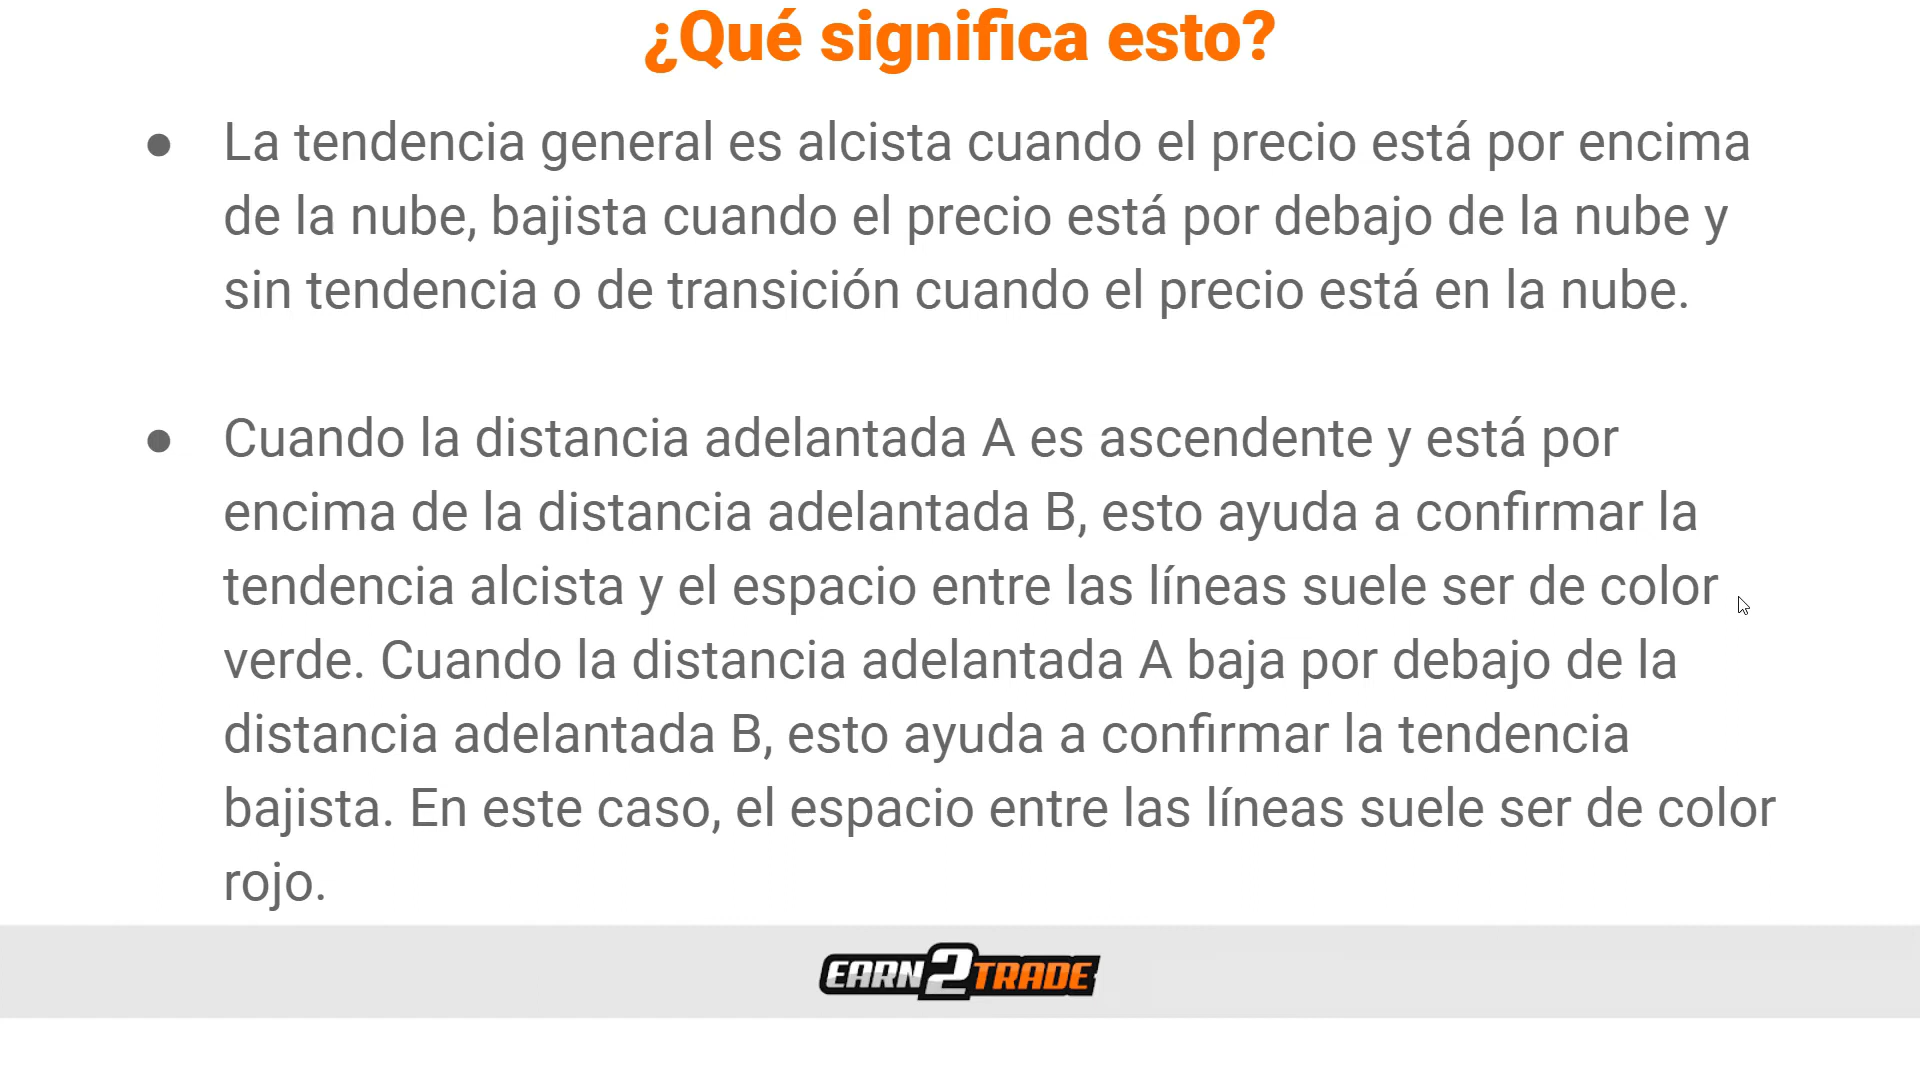 ¿Qué significa esto?
● La tendencia general es alcista cuando el precio está por encima
de la nube, bajista cuando el precio está por debajo de la nube y
sin tendencia o de transición cuando el precio está en la nube.
● Cuando la distancia adelantada A es ascendente y está por
encima de la distancia adelantada B, esto ayuda a confirmar la
tendencia alcista y el espacio entre las líneas suele ser de color
verde. Cuando la distancia adelantada A baja por debajo de la
distancia adelantada B, esto ayuda a confirmar la tendencia
bajista. En este caso, el espacio entre las líneas suele ser de color
rojo.
EARN2TRADE